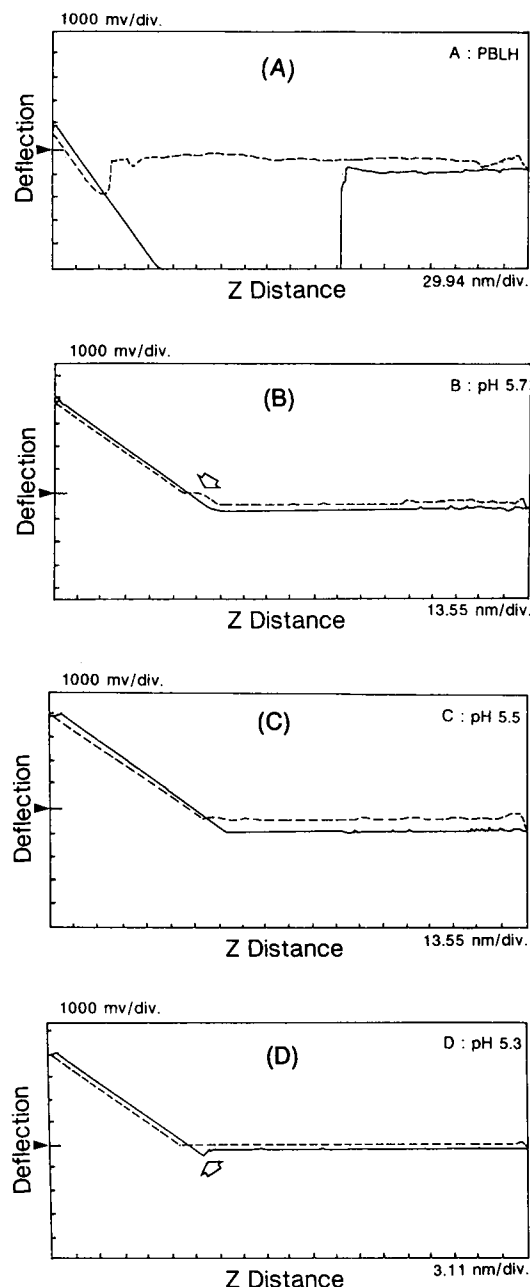 1000 mv/div.
(A)
A : PBLH
Deflection
Z Distance
29.94 nm/div.
1000 mv/div.
(B)
B : pH 5.7
Deflection
Z Distance
13.55 nm/div.
1000 mv/div.
(C)
C : pH 5.5
Deflection
Z Distance
13.55 nm/div.
1000 mv/div.
(D)
D : pH 5.3
Deflection
Z Distance
3.11 nm/div.